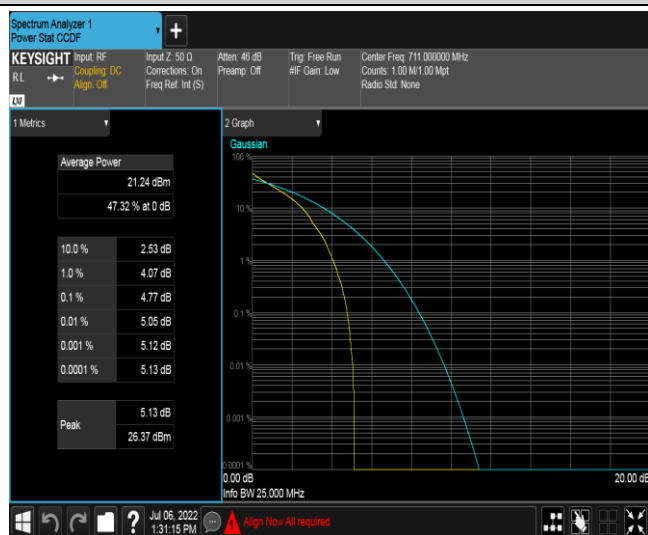 Spectrum Analyzer 1
Power Stat CCDF
+
KEYSIGHT
RL
LXI
Input: RF
Coupling: DC
Align: Off
Input Z: 50 Ω
Corrections: On
Freq Ref: Int (S)
Atten: 46 dB
Preamp: Off
Trig: Free Run
#IF Gain: Low
Center Freq: 711.000000 MHz
Counts: 1.00 M/1.00 Mpt
Radio Std: None
1 Metrics
Average Power
21.24 dBm
47.32 % at 0 dB
10.0 % 2.53 dB
1.0 % 4.07 dB
0.1 % 4.77 dB
0.01 % 5.05 dB
0.001 % 5.12 dB
0.0001 % 5.13 dB
Peak
5.13 dB
26.37 dBm
2 Graph
Gaussian
100 %
10 %
1 %
0.1 %
0.01 %
0.001 %
0.0001 %
0.00 dB 20.00 dB
Info BW 25.000 MHz
?
Jul 06, 2022
1:31:15 PM
1
Align Now All required